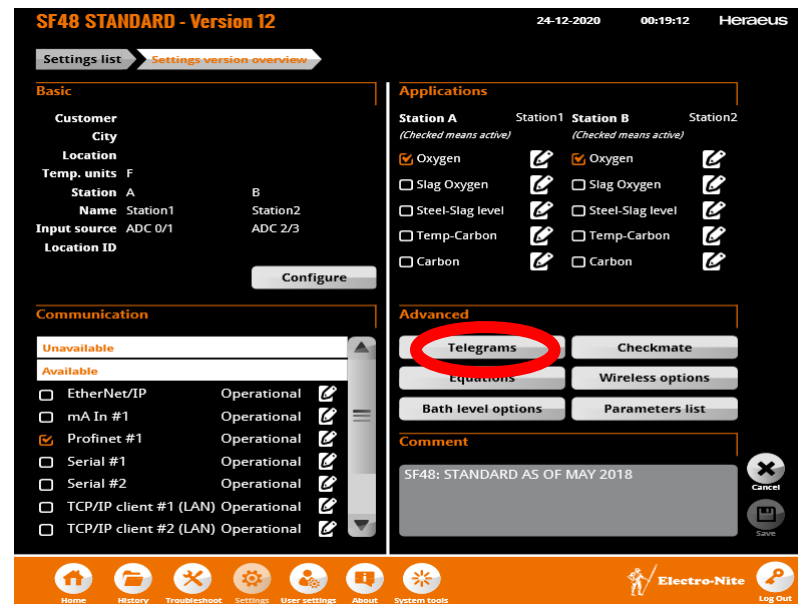 SF48 STANDARD - Version 12
24-12-2020 00:19:12 Heraeus
Settings list Settings version overview
Basic
Customer
City
Location
Temp. units F
Station A B
Name Station1 Station2
Input source ADC 0/1 ADC 2/3
Location ID
Configure
Applications
Station A Station1 Station B Station2
(Checked means active) (Checked means active)
Oxygen Oxygen
Slag Oxygen Slag Oxygen
Steel-Slag level Steel-Slag level
Temp-Carbon Temp-Carbon
Carbon Carbon
Communication
Unavailable
Available
EtherNet/IP Operational
mA In #1 Operational
Profinet #1 Operational
Serial #1 Operational
Serial #2 Operational
TCP/IP client #1 (LAN) Operational
TCP/IP client #2 (LAN) Operational
Advanced
Telegrams Checkmate
Equations Wireless options
Bath level options Parameters list
Comment
SF48: STANDARD AS OF MAY 2018
Cancel
Save
Home History Troubleshoot Settings User settings About System tools
Electro-Nite
Log Out